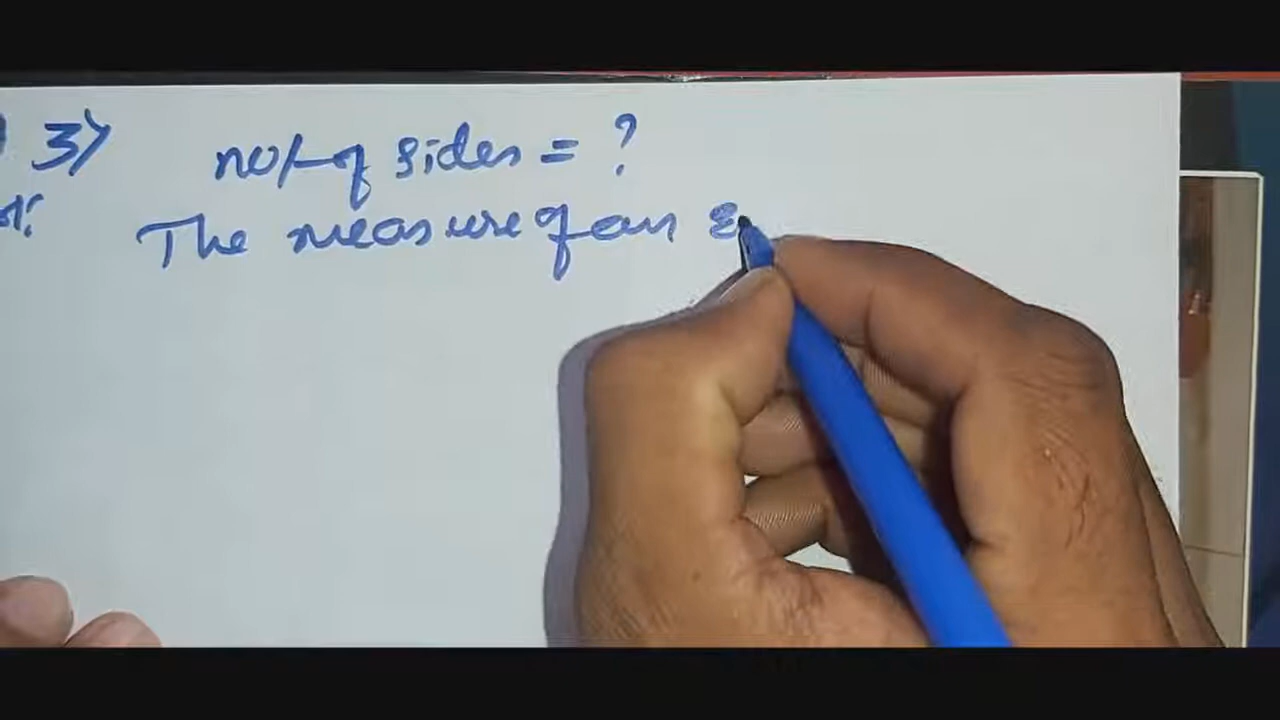 3) no/- of sides = ?
The measure of an